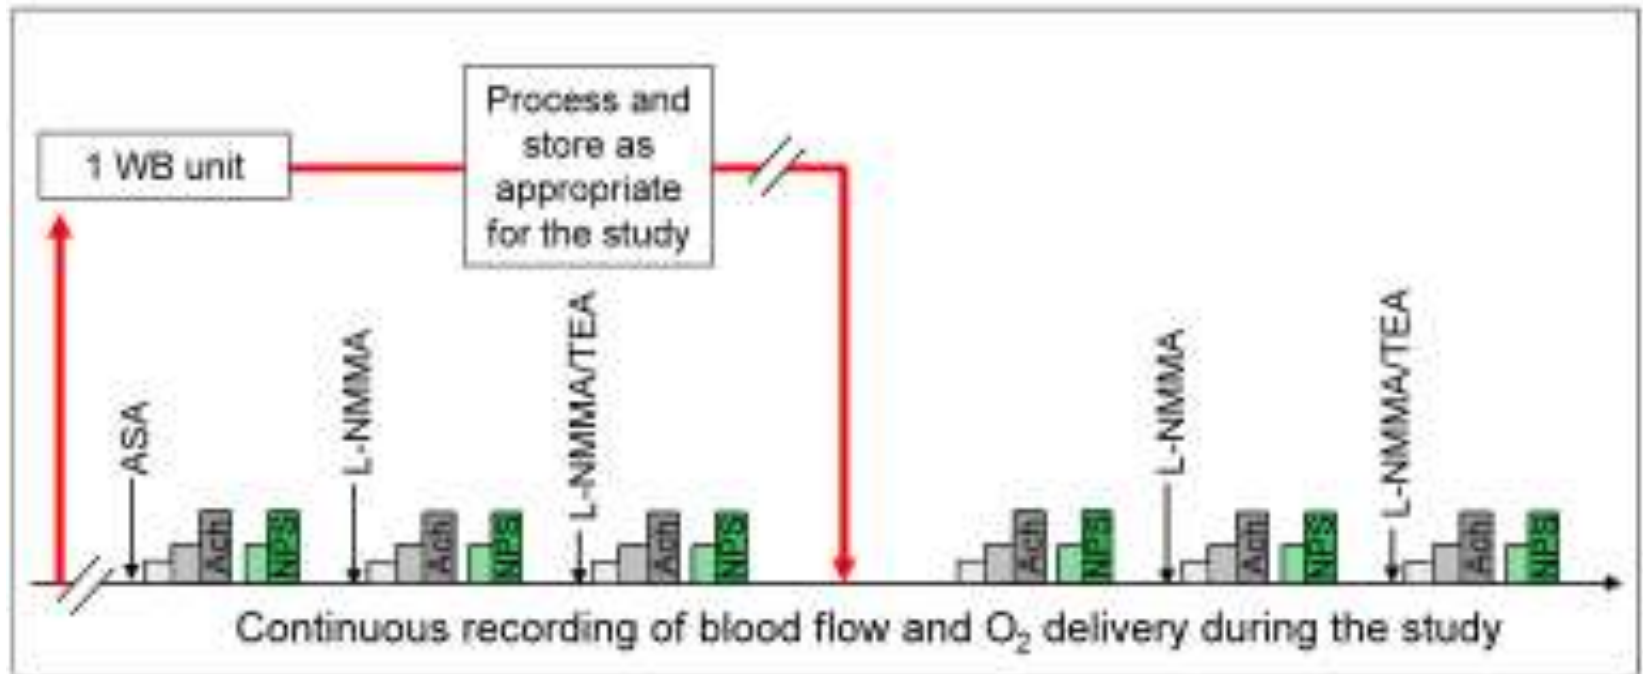 1 WB unit
Process and
store as
appropriate
for the study
ASA
L-NMMA
L-NMMA/TEA
L-NMMA
L-NMMA/TEA
Ach
NPS
Ach
NPS
Ach
NPS
Ach
NPS
Ach
NPS
Ach
NPS
Continuous recording of blood flow and O₂ delivery during the study